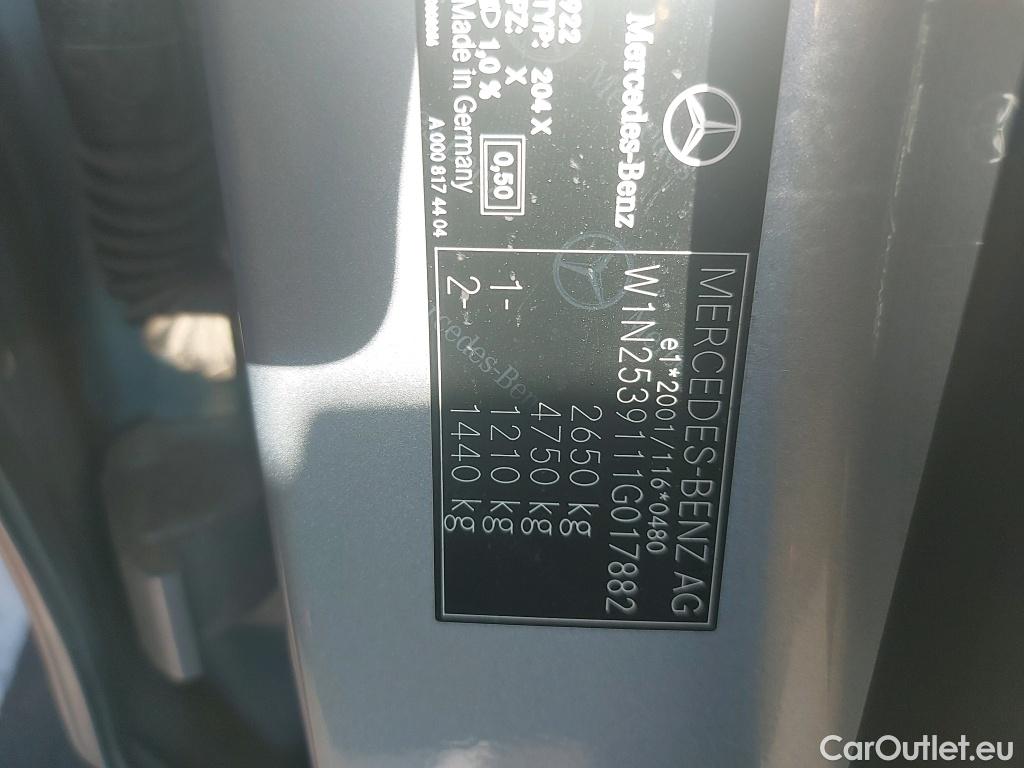 Mercedes-Benz
922
TYP: 204 X
PZ: X
1,0 X
0,50
Made in Germany
A 000 817 44 04
MERCEDES-BENZ AG
e1*2001/116*0480
W1N2539111G017882
2650 kg
4750 kg
1- 1210 kg
2- 1440 kg
CarOutlet.eu